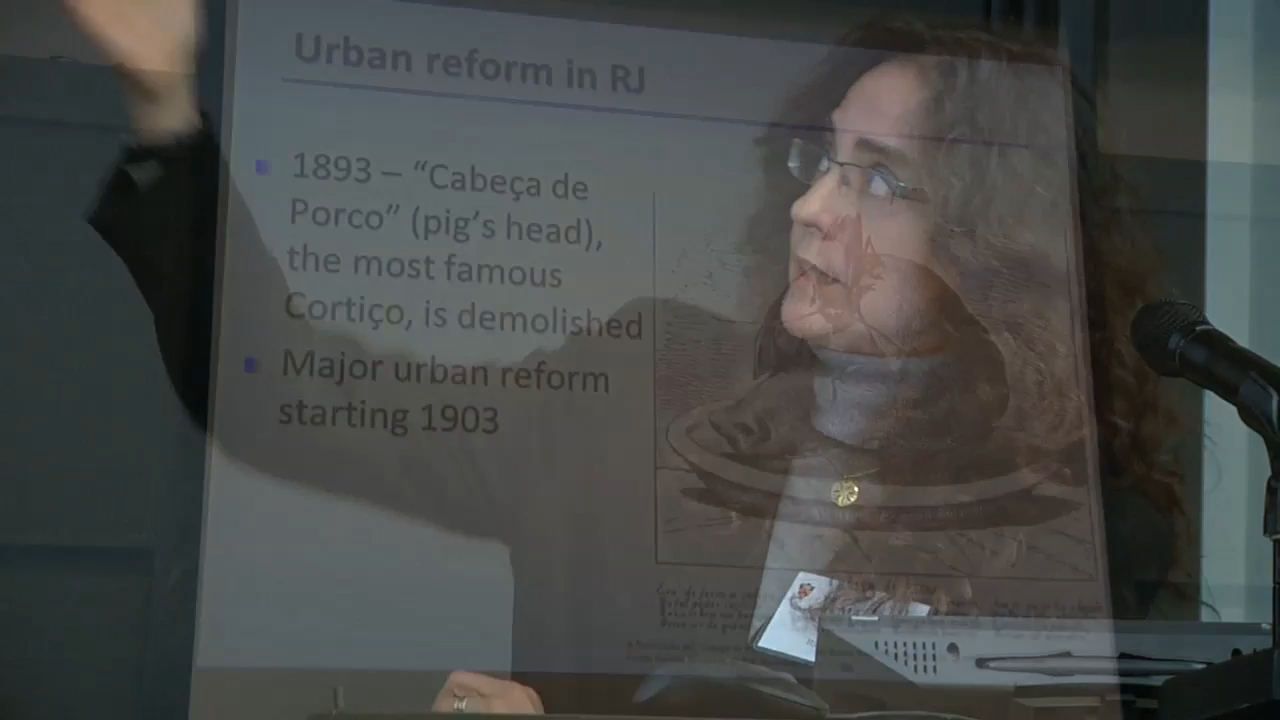 Urban reform in RJ
1893 – “Cabeça de
Porco” (pig’s head),
the most famous
Cortiço, is demolished
Major urban reform
starting 1903